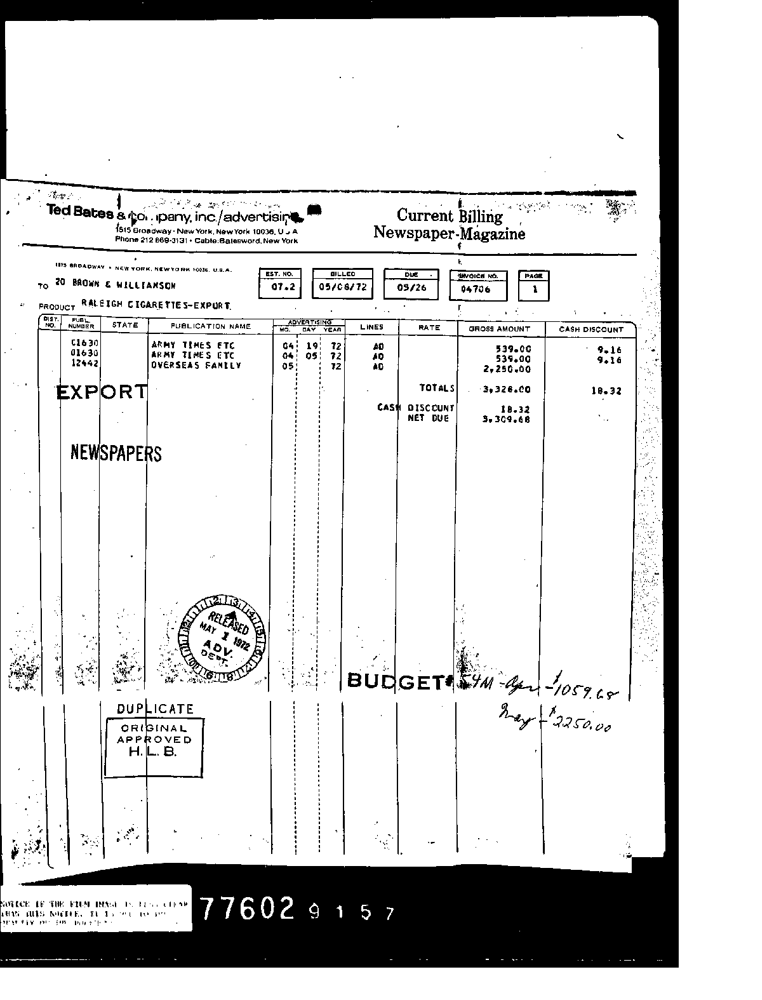 Ted Bates & company, inc./advertising
1515 Broadway · New York, New York 10036, U S A
Phone 212 869-3131 · Cable: Batesword, New York
Current Billing
Newspaper-Magazine
1515 BROADWAY • NEW YORK, NEW YORK 10036, U.S.A.
TO 20 BROWN & WILLIAMSON
PRODUCT RALEIGH CIGARETTES-EXPORT
EST. NO. BILLED DUE INVOICE NO. PAGE
07.2 05/08/72 05/26 04706 1
DIST. NO. PUBL. NUMBER STATE PUBLICATION NAME ADVERTISING MO. DAY YEAR LINES RATE GROSS AMOUNT CASH DISCOUNT
01630 ARMY TIMES ETC 04 19 72 AD 539.00 9.16
01630 ARMY TIMES ETC 04 05 72 AD 539.00 9.16
12442 OVERSEAS FAMILY 05 72 AD 2,250.00
TOTALS 3,328.00 18.32
EXPORT
CASH DISCOUNT 18.32
NET DUE 3,309.68
NEWSPAPERS
RELEASED
MAY 1972
ADV.
DEPT.
BUDGET# 54M - Apr - $1059.68
May - $2250.00
DUPLICATE
ORIGINAL
APPROVED
H.L.B.
NOTICE IF THE FILM IMAGE IS LESS CLEAR
THAN THIS NOTICE, IT IS DUE TO THE
77602 9157